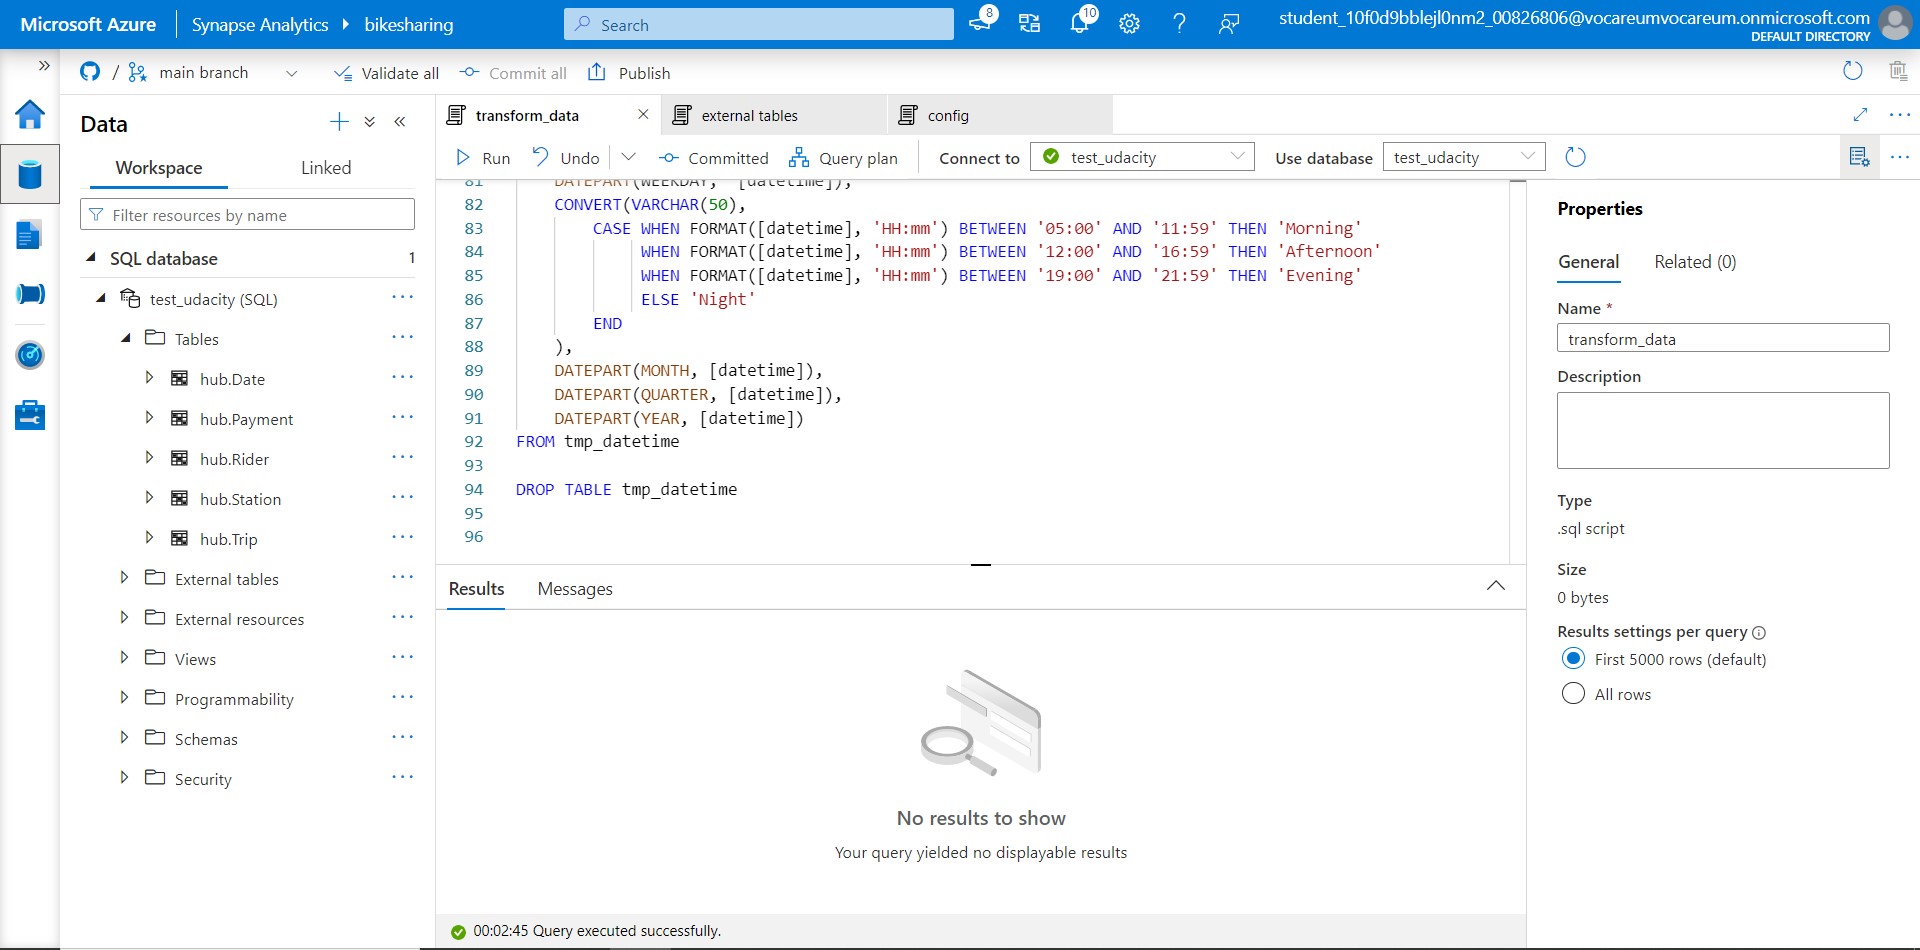 Microsoft Azure
Synapse Analytics
bikesharing
Search
8
10
student_10f0d9bblejl0nm2_00826806@vocareumvocareum.onmicrosoft.com
DEFAULT DIRECTORY
/ main branch
Validate all
Commit all
Publish
Data
Workspace
Linked
Filter resources by name
SQL database 1
test_udacity (SQL)
Tables
hub.Date
hub.Payment
hub.Rider
hub.Station
hub.Trip
External tables
External resources
Views
Programmability
Schemas
Security
transform_data
external tables
config
Run
Undo
Committed
Query plan
Connect to
test_udacity
Use database
test_udacity
81 DATEPART(WEEKDAY, [datetime]),
82 CONVERT(VARCHAR(50),
83 CASE WHEN FORMAT([datetime], 'HH:mm') BETWEEN '05:00' AND '11:59' THEN 'Morning'
84 WHEN FORMAT([datetime], 'HH:mm') BETWEEN '12:00' AND '16:59' THEN 'Afternoon'
85 WHEN FORMAT([datetime], 'HH:mm') BETWEEN '19:00' AND '21:59' THEN 'Evening'
86 ELSE 'Night'
87 END
88 ),
89 DATEPART(MONTH, [datetime]),
90 DATEPART(QUARTER, [datetime]),
91 DATEPART(YEAR, [datetime])
92 FROM tmp_datetime
93
94 DROP TABLE tmp_datetime
95
96
Results
Messages
No results to show
Your query yielded no displayable results
00:02:45 Query executed successfully.
Properties
General
Related (0)
Name *
transform_data
Description
Type
.sql script
Size
0 bytes
Results settings per query
First 5000 rows (default)
All rows